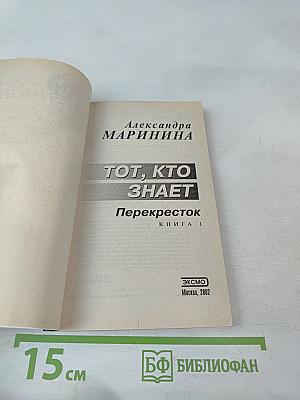 Александра
МАРИНИНА
ТОТ, КТО
ЗНАЕТ
Перекресток
КНИГА 1
ЭКСМО
Москва, 2002
15 см
БФ БИБЛИОФАН